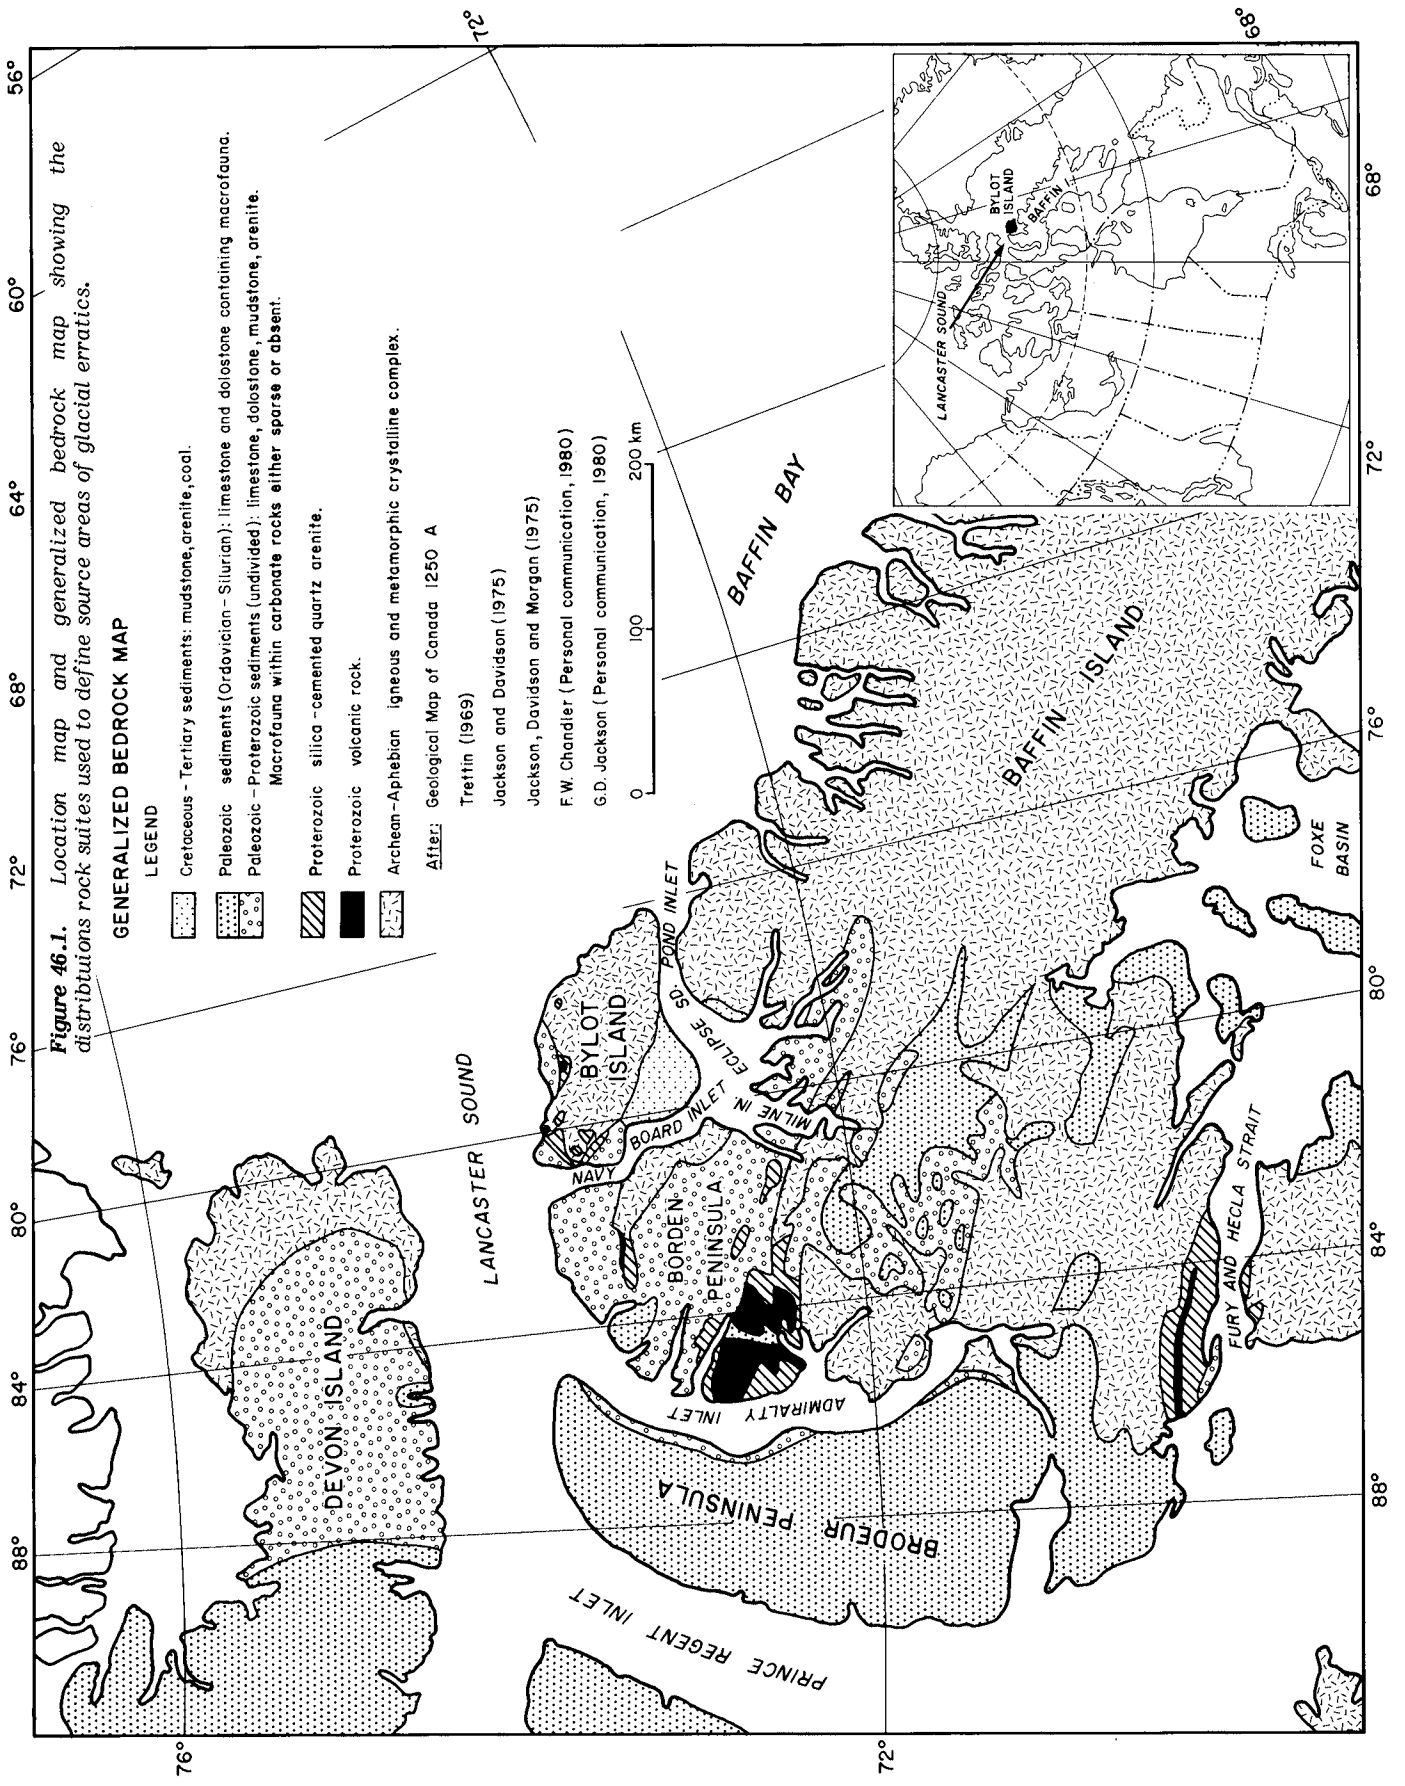 Figure 46.1. Location map and generalized bedrock map showing the
distribtuions rock suites used to define source areas of glacial erratics.
GENERALIZED BEDROCK MAP
LEGEND
Cretaceous - Tertiary sediments: mudstone, arenite, coal.
Paleozoic sediments (Ordovician - Silurian): limestone and dolostone containing macrofauna.
Paleozoic - Proterozoic sediments (undivided): limestone, dolostone, mudstone, arenite.
Macrofauna within carbonate rocks either sparse or absent.
Proterozoic silica - cemented quartz arenite.
Proterozoic volcanic rock.
Archean - Aphebian igneous and metamorphic crystalline complex.
After: Geological Map of Canada 1250 A
Trettin (1969)
Jackson and Davidson (1975)
Jackson, Davidson and Morgan (1975)
F.W. Chandler (Personal communication, 1980)
G.D. Jackson (Personal communication, 1980)
0 100 200 km
88° 84° 80° 76° 72° 68° 64° 60° 56°
76°
72°
72°
68°
88° 84° 80° 76° 72° 68°
DEVON ISLAND
LANCASTER SOUND
BYLOT
ISLAND
POND INLET
ECLIPSE SD.
NAVY BOARD INLET
MILNE IN.
BORDEN
PENINSULA
ADMIRALTY INLET
BRODEUR PENINSULA
PRINCE REGENT INLET
BAFFIN BAY
BAFFIN ISLAND
FURY AND HECLA STRAIT
FOXE
BASIN
LANCASTER SOUND
BYLOT
ISLAND
BAFFIN I.